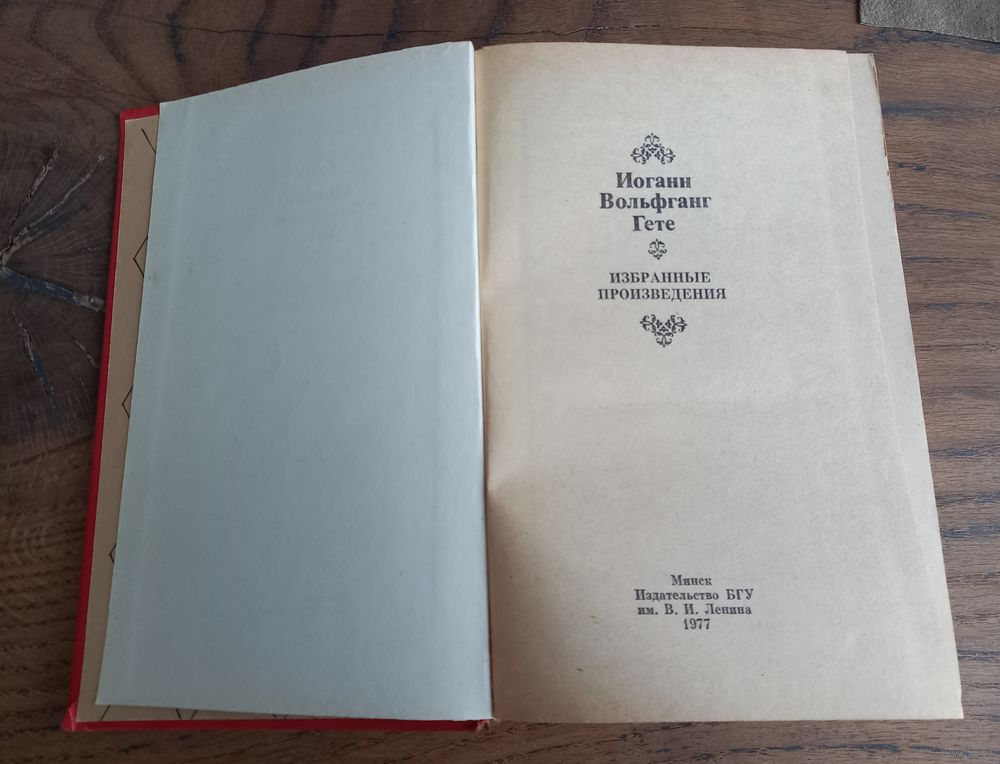 Иоганн
Вольфганг
Гете
ИЗБРАННЫЕ
ПРОИЗВЕДЕНИЯ
Минск
Издательство БГУ
им. В. И. Ленина
1977